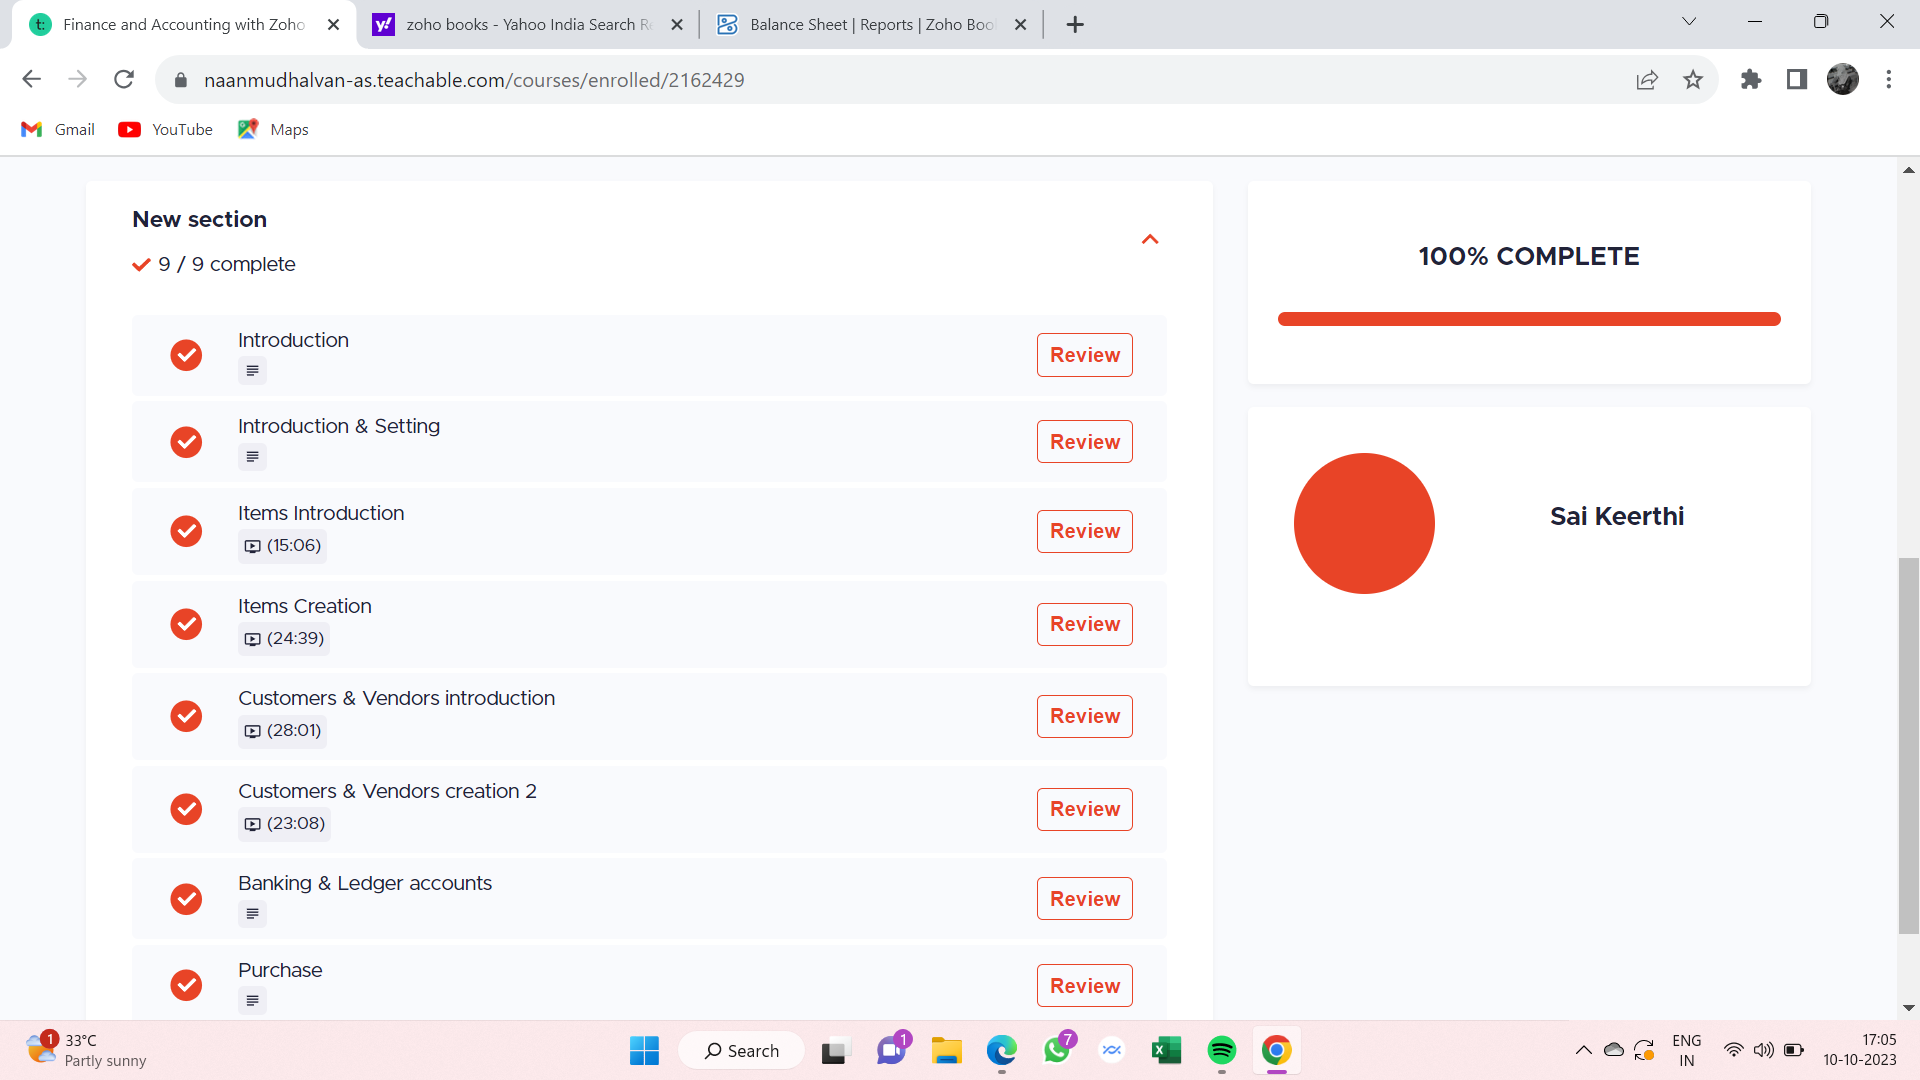 Finance and Accounting with Zoho
zoho books - Yahoo India Search Re
Balance Sheet | Reports | Zoho Boo
naanmudhalvan-as.teachable.com/courses/enrolled/2162429
Gmail
YouTube
Maps
New section
9 / 9 complete
Introduction
Review
Introduction & Setting
Review
Items Introduction
(15:06)
Review
Items Creation
(24:39)
Review
Customers & Vendors introduction
(28:01)
Review
Customers & Vendors creation 2
(23:08)
Review
Banking & Ledger accounts
Review
Purchase
Review
100% COMPLETE
Sai Keerthi
1
33°C
Partly sunny
Search
1
7
ENG
IN
17:05
10-10-2023